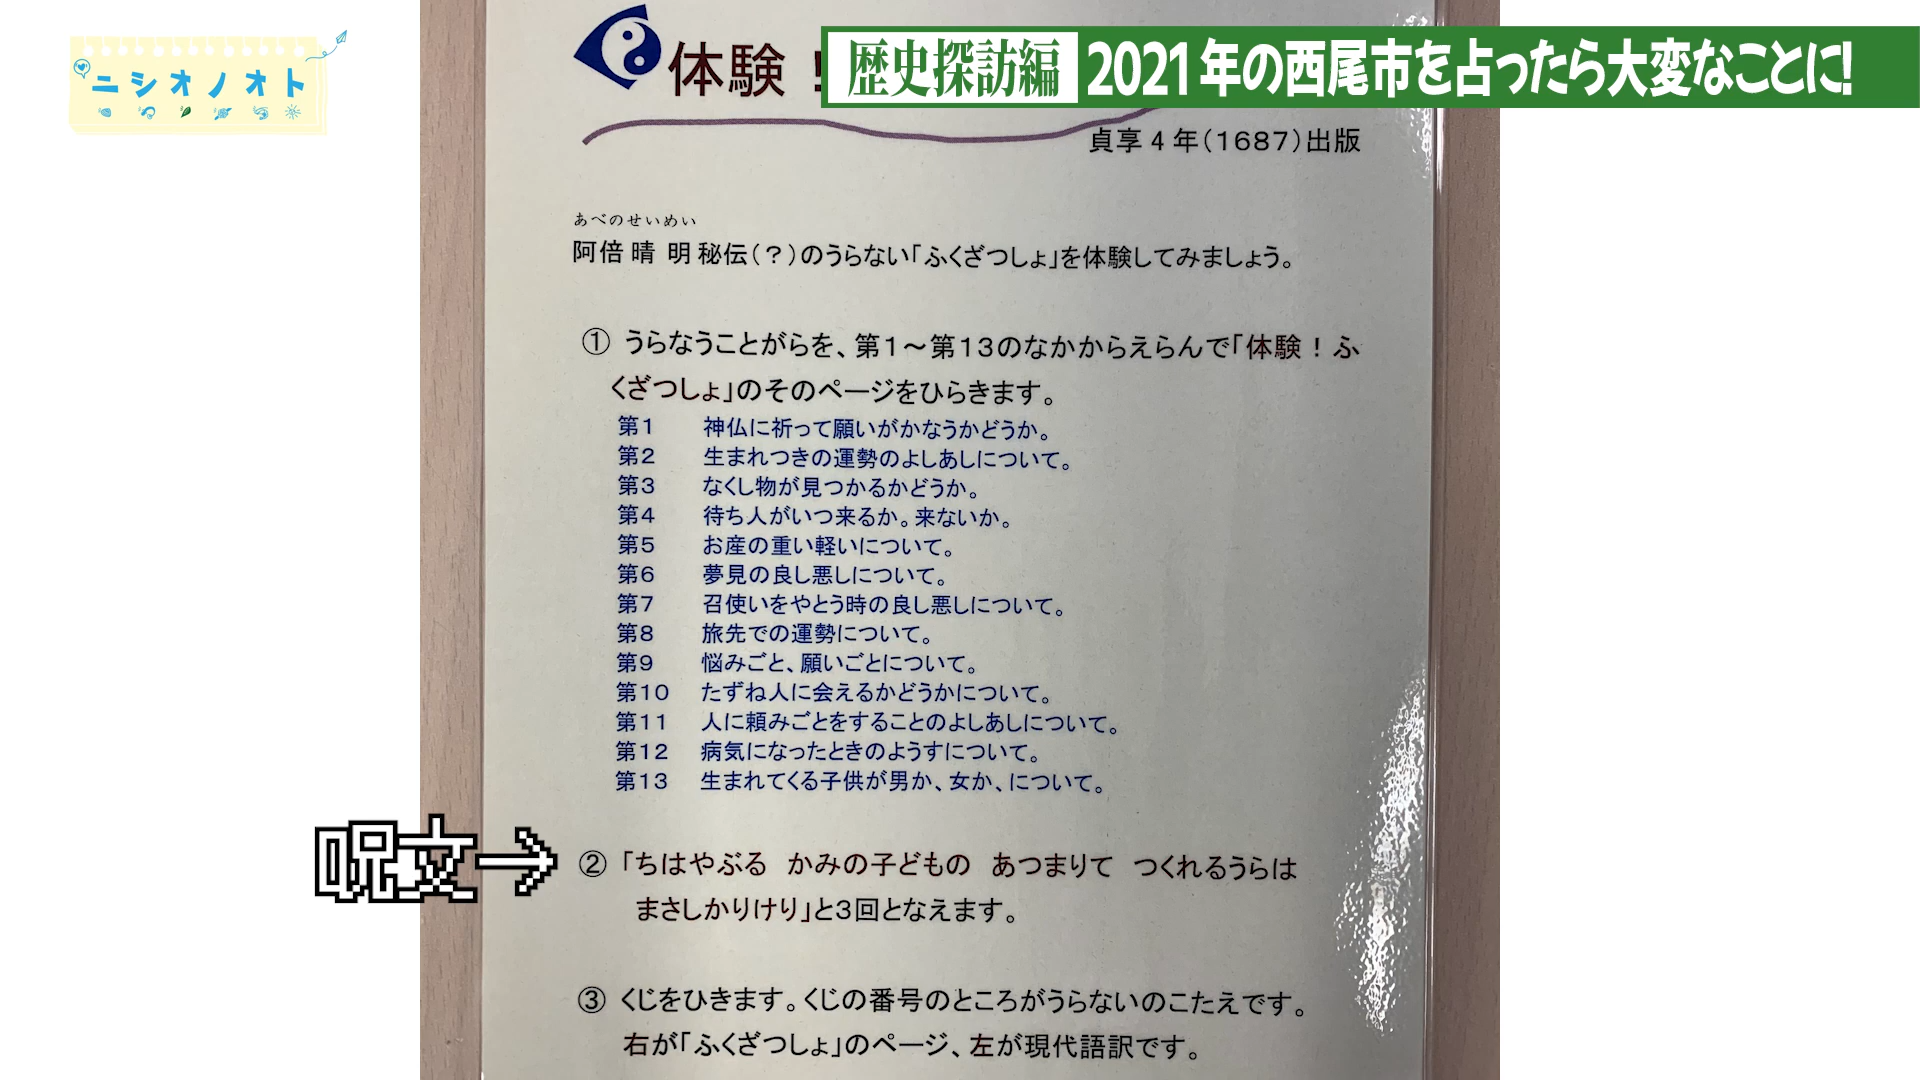 ニシオノオト
歴史探訪編 2021年の西尾市を占ったら大変なことに!
体験!
貞享4年(1687)出版
あべのせいめい
阿倍晴明秘伝(?)のうらない「ふくざつしょ」を体験してみましょう。
① うらなうことがらを、第1～第13のなかからえらんで「体験!ふ
くざつしょ」のそのページをひらきます。
第1 神仏に祈って願いがかなうかどうか。
第2 生まれつきの運勢のよしあしについて。
第3 なくし物が見つかるかどうか。
第4 待ち人がいつ来るか。来ないか。
第5 お産の重い軽いについて。
第6 夢見の良し悪しについて。
第7 召使いをやとう時の良し悪しについて。
第8 旅先での運勢について。
第9 悩みごと、願いごとについて。
第10 たずね人に会えるかどうかについて。
第11 人に頼みごとをすることのよしあしについて。
第12 病気になったときのようすについて。
第13 生まれてくる子供が男か、女か、について。
呪文→
② 「ちはやぶる かみの子どもの あつまりて つくれるうらは
まさしかりけり」と3回となえます。
③ くじをひきます。くじの番号のところがうらないのこたえです。
右が「ふくざつしょ」のページ、左が現代語訳です。